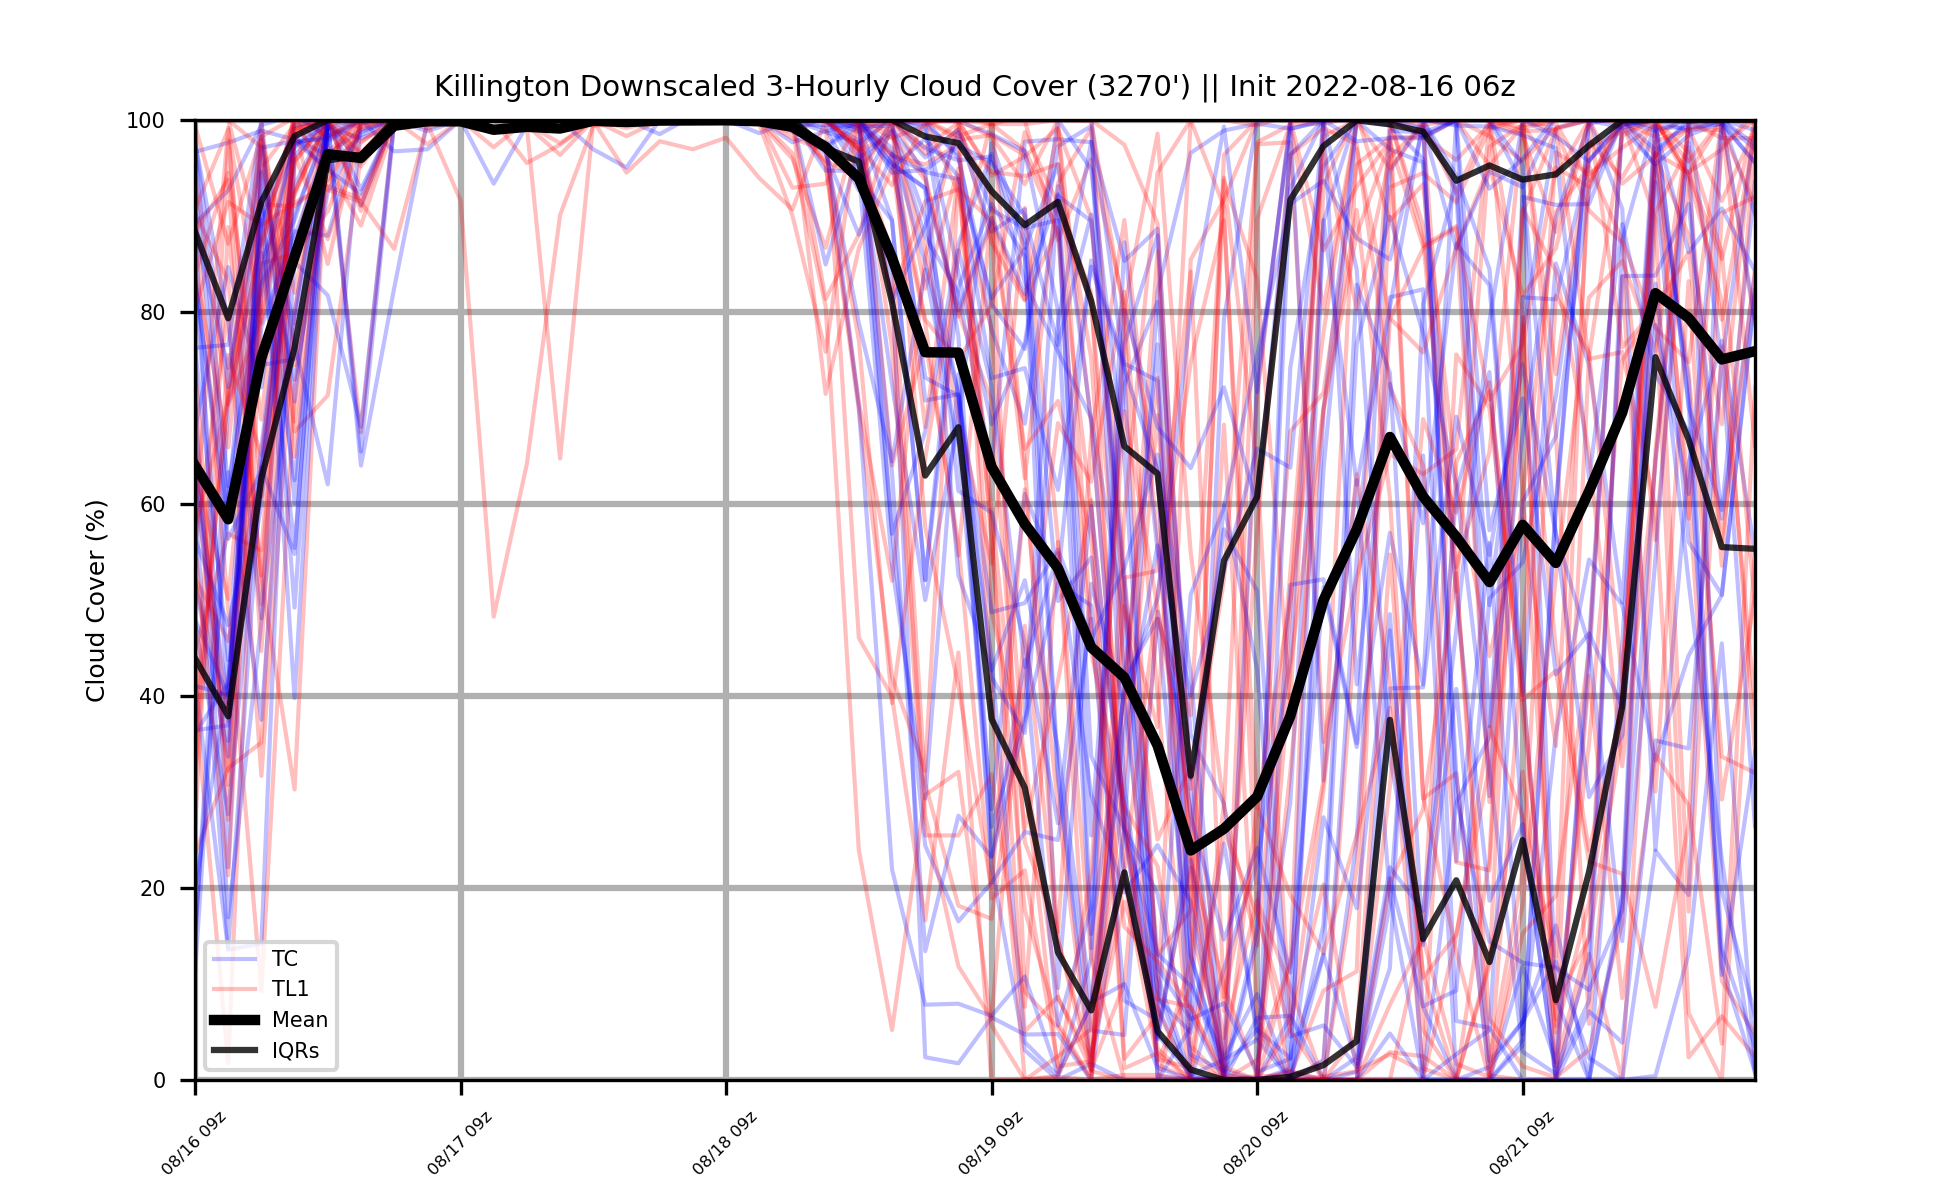 Killington Downscaled 3-Hourly Cloud Cover (3270') || Init 2022-08-16 06z
100
80
60
40
20
0
Cloud Cover (%)
TC
TL1
Mean
IQRs
08/16 09z
08/17 09z
08/18 09z
08/19 09z
08/20 09z
08/21 09z